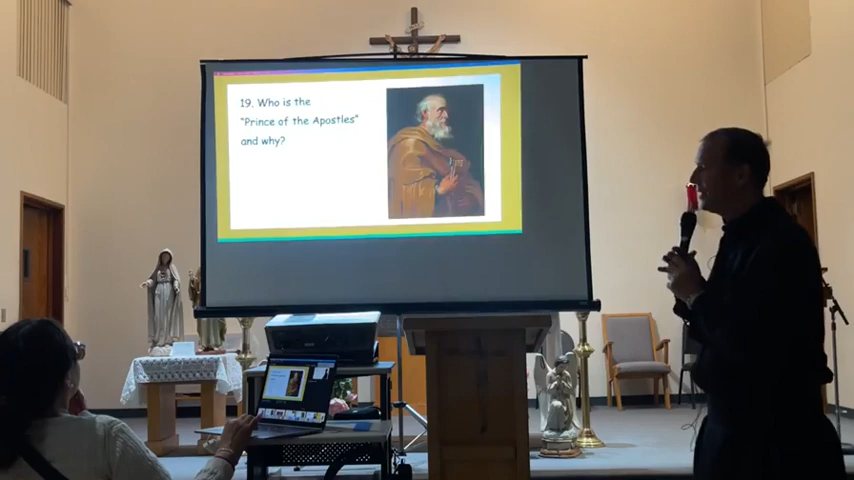 19. Who is the
"Prince of the Apostles"
and why?